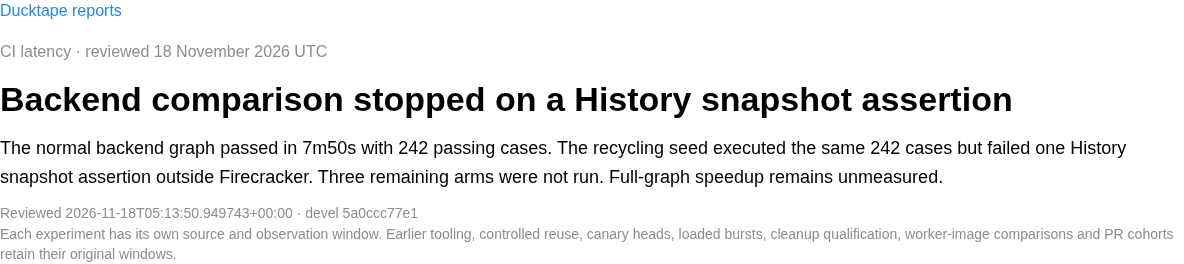 Ducktape reports
CI latency · reviewed 18 November 2026 UTC
Backend comparison stopped on a History snapshot assertion
The normal backend graph passed in 7m50s with 242 passing cases. The recycling seed executed the same 242 cases but failed one History
snapshot assertion outside Firecracker. Three remaining arms were not run. Full-graph speedup remains unmeasured.
Reviewed 2026-11-18T05:13:50.949743+00:00 · devel 5a0ccc77e1
Each experiment has its own source and observation window. Earlier tooling, controlled reuse, canary heads, loaded bursts, cleanup qualification, worker-image comparisons and PR cohorts
retain their original windows.